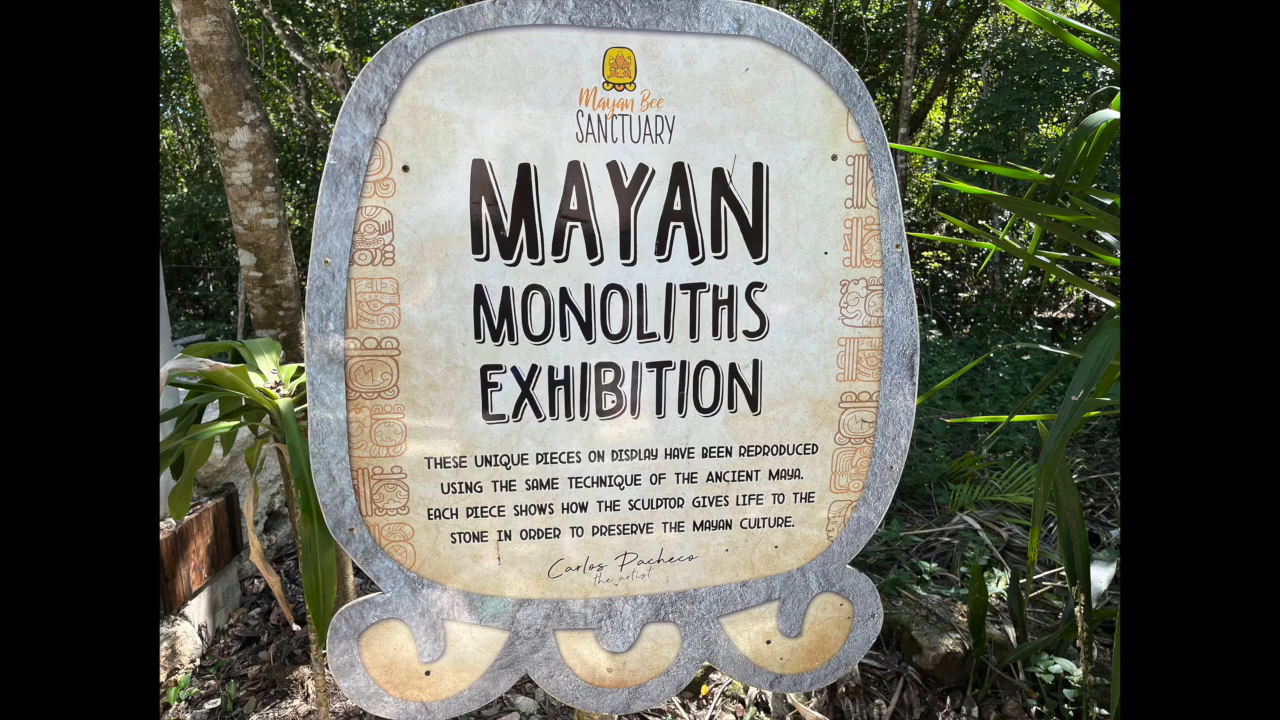 Mayan Bee
SANCTUARY
MAYAN
MONOLITHS
EXHIBITION
THESE UNIQUE PIECES ON DISPLAY HAVE BEEN REPRODUCED
USING THE SAME TECHNIQUE OF THE ANCIENT MAYA.
EACH PIECE SHOWS HOW THE SCULPTOR GIVES LIFE TO THE
STONE IN ORDER TO PRESERVE THE MAYAN CULTURE.
Carlos Pacheco
the artist